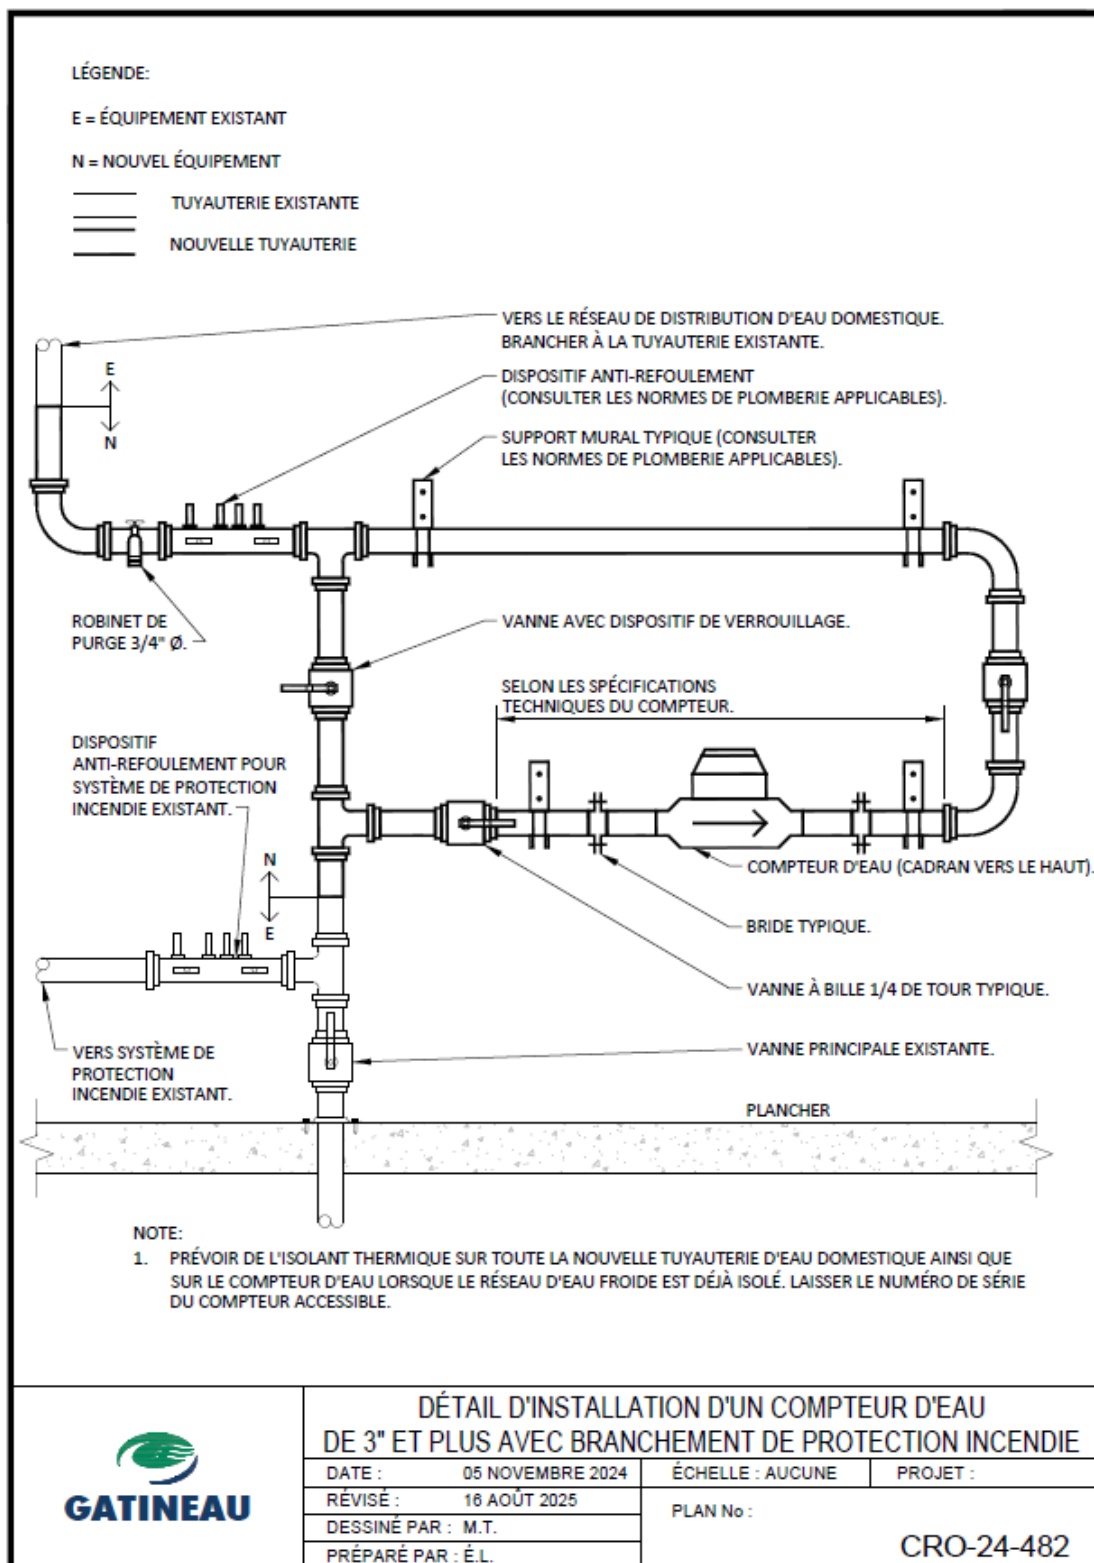 LÉGENDE:
E = ÉQUIPEMENT EXISTANT
N = NOUVEL ÉQUIPEMENT
TUYAUTERIE EXISTANTE
NOUVELLE TUYAUTERIE
VERS LE RÉSEAU DE DISTRIBUTION D'EAU DOMESTIQUE.
BRANCHER À LA TUYAUTERIE EXISTANTE.
E
N
DISPOSITIF ANTI-REFOULEMENT
(CONSULTER LES NORMES DE PLOMBERIE APPLICABLES).
SUPPORT MURAL TYPIQUE (CONSULTER
LES NORMES DE PLOMBERIE APPLICABLES).
ROBINET DE
PURGE 3/4" Ø.
VANNE AVEC DISPOSITIF DE VERROUILLAGE.
SELON LES SPÉCIFICATIONS
TECHNIQUES DU COMPTEUR.
DISPOSITIF
ANTI-REFOULEMENT POUR
SYSTÈME DE PROTECTION
INCENDIE EXISTANT.
N
E
COMPTEUR D'EAU (CADRAN VERS LE HAUT).
BRIDE TYPIQUE.
VANNE À BILLE 1/4 DE TOUR TYPIQUE.
VANNE PRINCIPALE EXISTANTE.
VERS SYSTÈME DE
PROTECTION
INCENDIE EXISTANT.
PLANCHER
NOTE:
1. PRÉVOIR DE L'ISOLANT THERMIQUE SUR TOUTE LA NOUVELLE TUYAUTERIE D'EAU DOMESTIQUE AINSI QUE
SUR LE COMPTEUR D'EAU LORSQUE LE RÉSEAU D'EAU FROIDE EST DÉJÀ ISOLÉ. LAISSER LE NUMÉRO DE SÉRIE
DU COMPTEUR ACCESSIBLE.
GATINEAU
DÉTAIL D'INSTALLATION D'UN COMPTEUR D'EAU
DE 3" ET PLUS AVEC BRANCHEMENT DE PROTECTION INCENDIE
DATE : 05 NOVEMBRE 2024
ÉCHELLE : AUCUNE
PROJET :
RÉVISÉ : 16 AOÛT 2025
PLAN No :
DESSINÉ PAR : M.T.
PRÉPARÉ PAR : É.L.
CRO-24-482